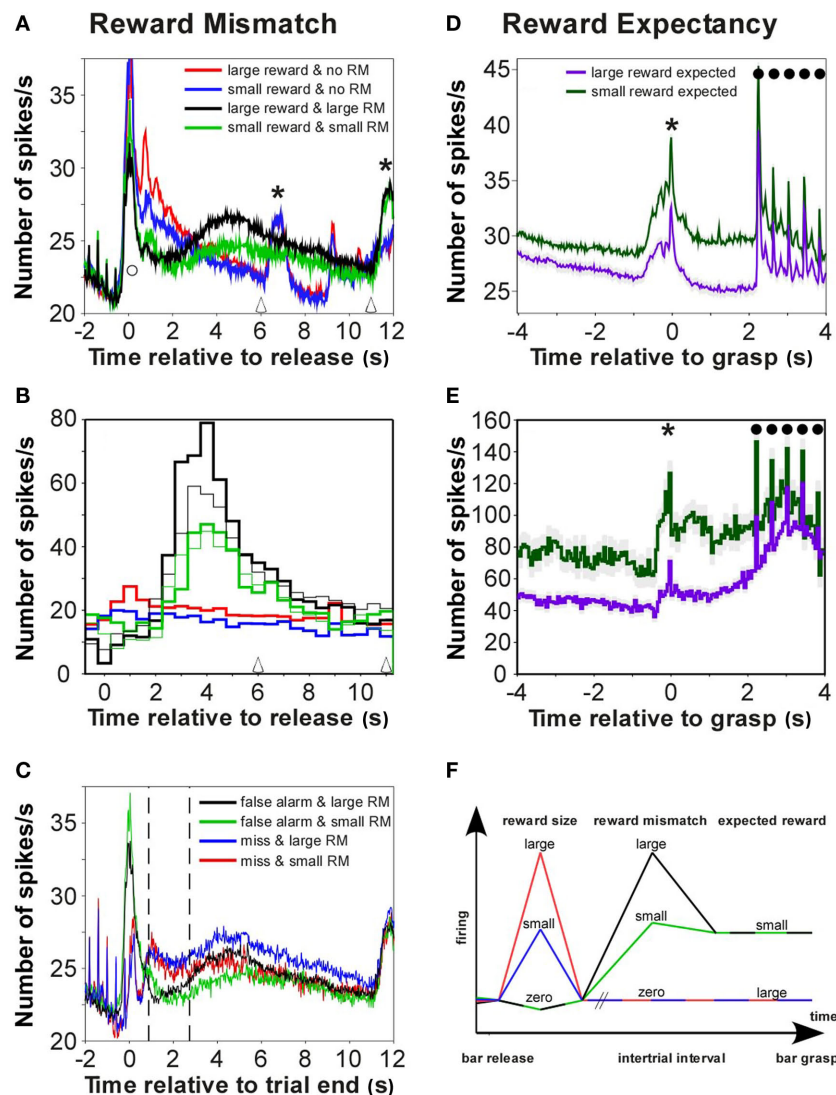 Reward Mismatch
Reward Expectancy
A
Number of spikes/s
35
30
25
20
large reward & no RM
small reward & no RM
large reward & large RM
small reward & small RM
*
*
-2 0 2 4 6 8 10 12
Time relative to release (s)
D
Number of spikes/s
45
40
35
30
25
large reward expected
small reward expected
*
-4 -2 0 2 4
Time relative to grasp (s)
B
Number of spikes/s
80
60
40
20
0
0 2 4 6 8 10
Time relative to release (s)
E
Number of spikes/s
160
140
120
100
80
60
40
20
0
*
-4 -2 0 2 4
Time relative to grasp (s)
C
Number of spikes/s
35
30
25
20
false alarm & large RM
false alarm & small RM
miss & large RM
miss & small RM
-2 0 2 4 6 8 10 12
Time relative to trial end (s)
F
firing
reward size reward mismatch expected reward
large large
small small small
zero zero large
time
bar release intertrial interval bar grasp